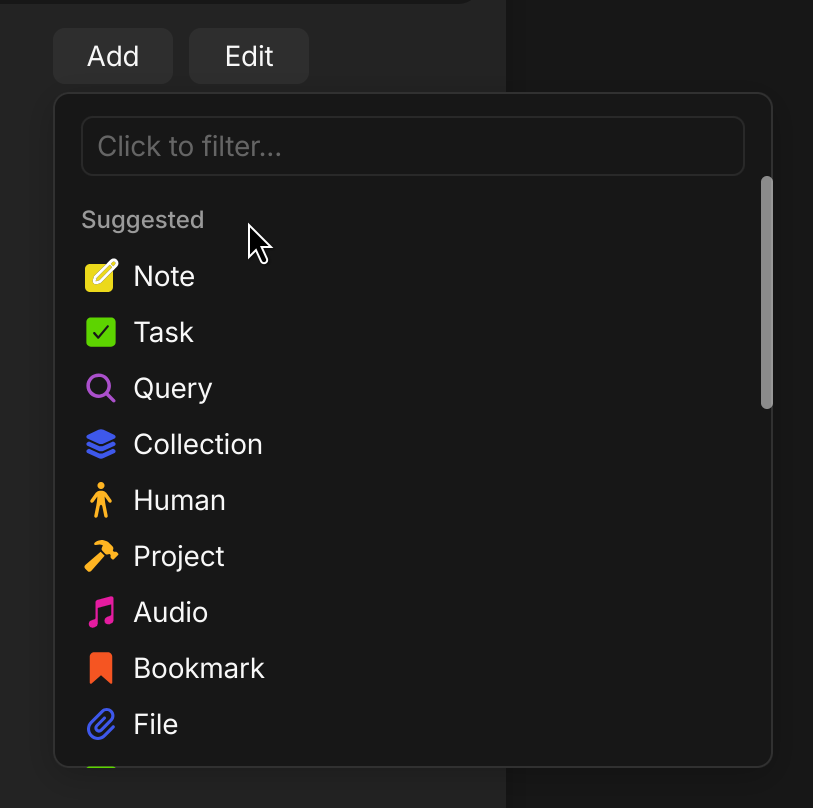 Add Edit
Click to filter...
Suggested
Note
Task
Query
Collection
Human
Project
Audio
Bookmark
File